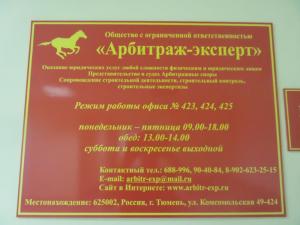 Общество с ограниченной ответственностью
«Арбитраж-эксперт»
Оказание юридических услуг любой сложности физическим и юридическим лицам
Представительство в судах Арбитражные споры
Сопровождение строительной деятельности, строительный контроль,
строительные экспертизы
Режим работы офиса № 423, 424, 425
понедельник – пятница 09.00-18.00
обед: 13.00-14.00
суббота и воскресенье выходной
Контактный тел.: 688-996, 90-40-84, 8-902-623-25-15
E-mail: arbitr-exp@mail.ru
Сайт в Интернете: www.arbitr-exp.ru
Местонахождение: 625002, Россия, г. Тюмень, ул. Комсомольская 49-424